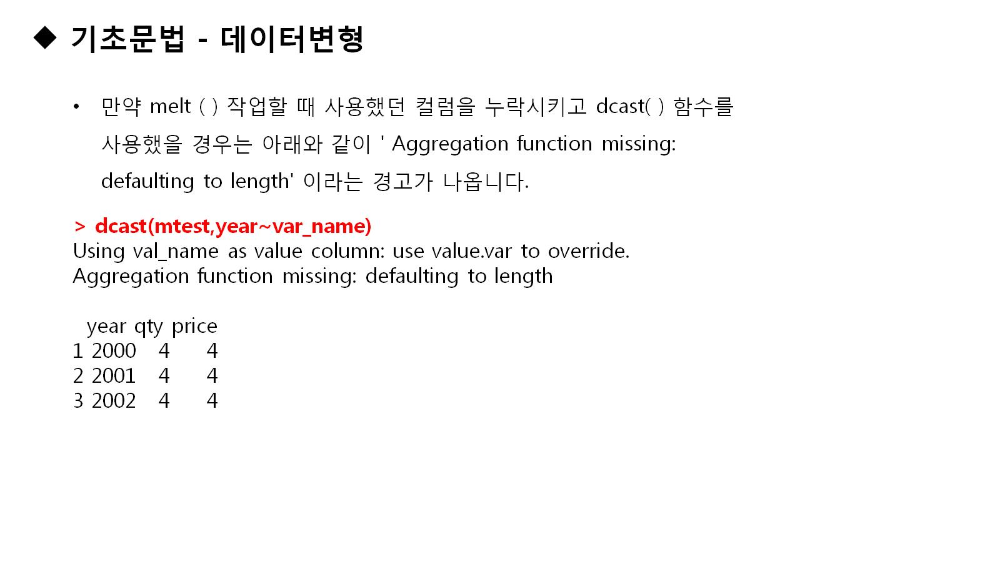 ◆ 기초문법 - 데이터변형
• 만약 melt ( ) 작업할 때 사용했던 컬럼을 누락시키고 dcast( ) 함수를
사용했을 경우는 아래와 같이 ' Aggregation function missing:
defaulting to length' 이라는 경고가 나옵니다.
> dcast(mtest,year~var_name)
Using val_name as value column: use value.var to override.
Aggregation function missing: defaulting to length
year qty price
1 2000 4 4
2 2001 4 4
3 2002 4 4